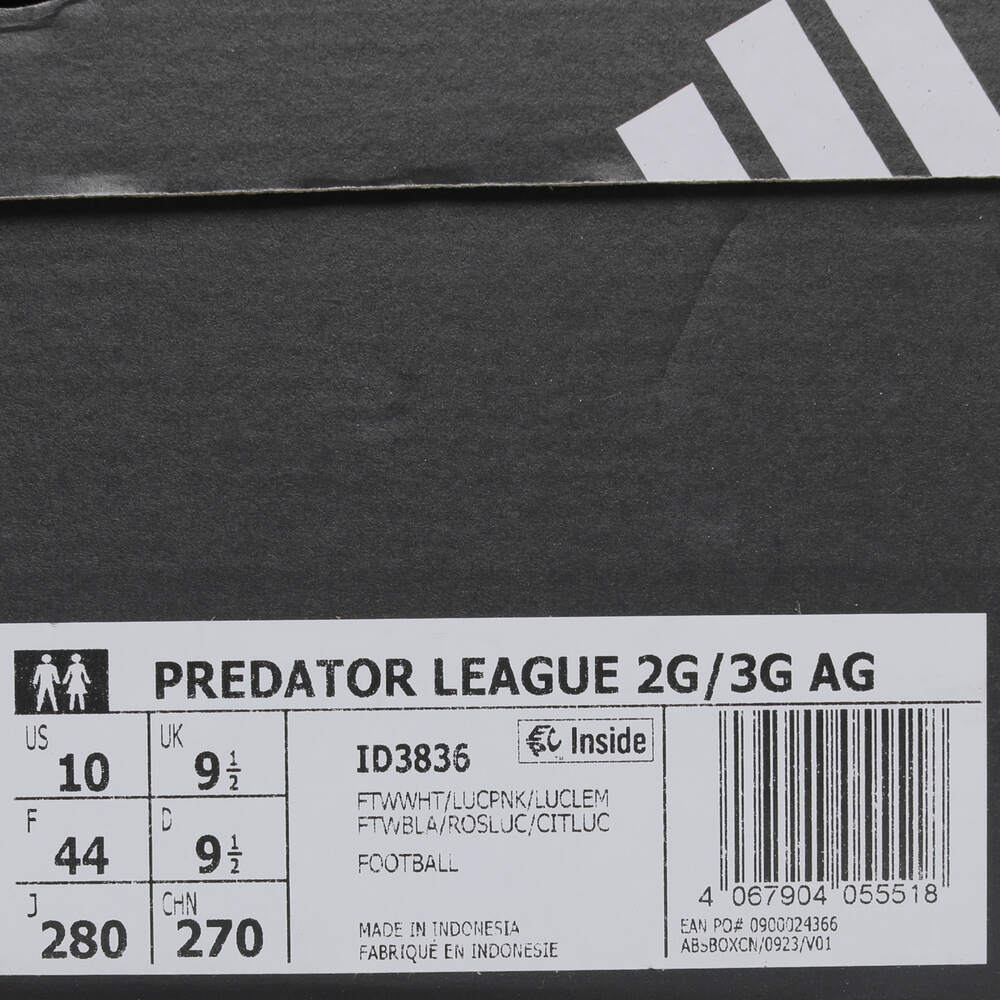 PREDATOR LEAGUE 2G/3G AG
US 10 UK 9 1/2
F 44 D 9 1/2
J 280 CHN 270
ID3836
Inside
FTWWHT/LUCPNK/LUCLEM
FTWBLA/ROSLUC/CITLUC
FOOTBALL
MADE IN INDONESIA
FABRIQUÉ EN INDONESIE
4 067904 055518
EAN PO# 0900024366
ABSBOXCN/0923/V01